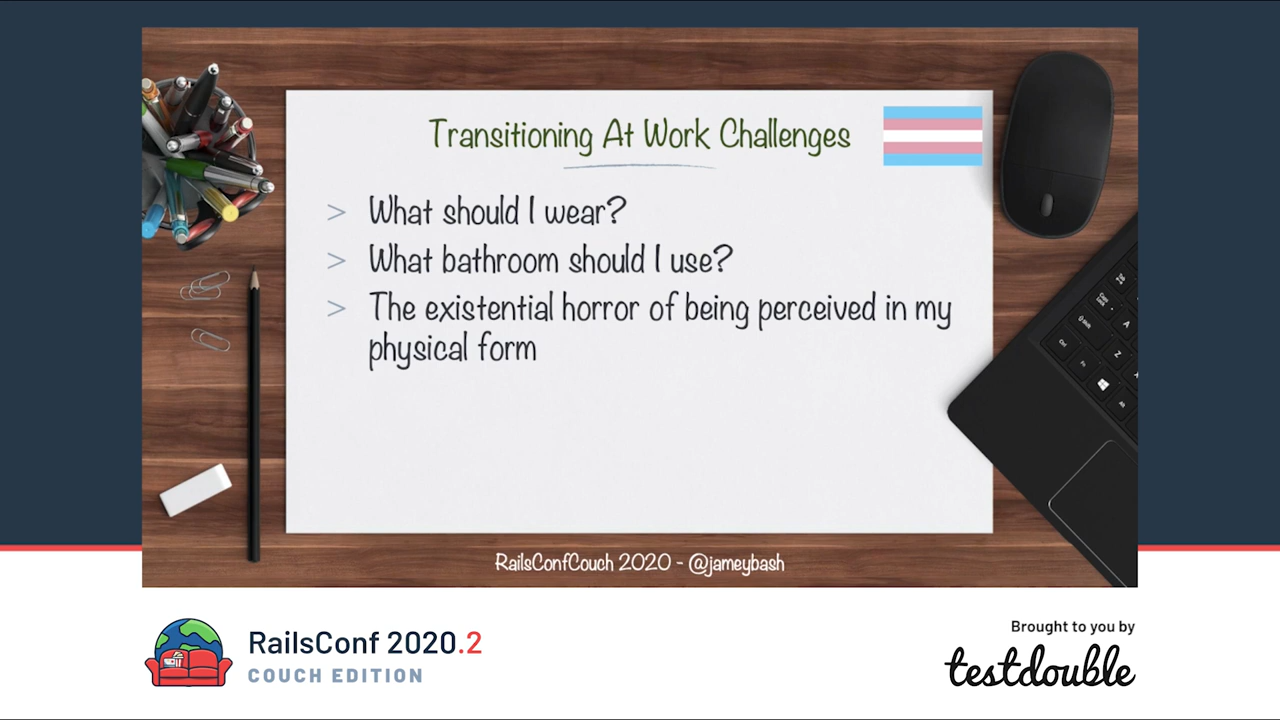 Transitioning At Work Challenges
> What should I wear?
> What bathroom should I use?
> The existential horror of being perceived in my
physical form
RailsConfCouch 2020 - @jameybash
RailsConf 2020.2
COUCH EDITION
Brought to you by
testdouble